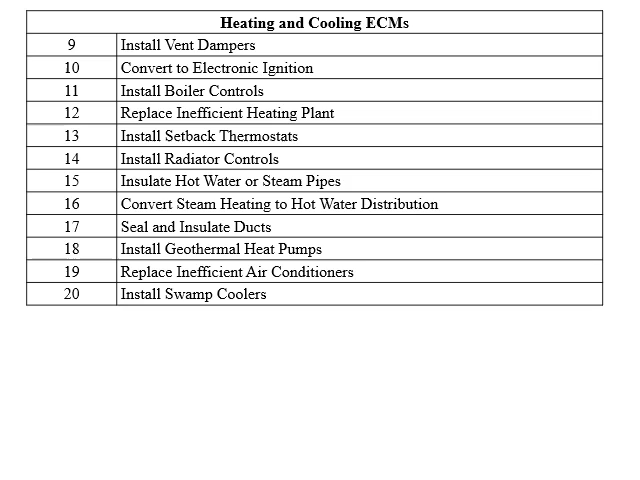 Heating and Cooling ECMs
9 Install Vent Dampers
10 Convert to Electronic Ignition
11 Install Boiler Controls
12 Replace Inefficient Heating Plant
13 Install Setback Thermostats
14 Install Radiator Controls
15 Insulate Hot Water or Steam Pipes
16 Convert Steam Heating to Hot Water Distribution
17 Seal and Insulate Ducts
18 Install Geothermal Heat Pumps
19 Replace Inefficient Air Conditioners
20 Install Swamp Coolers